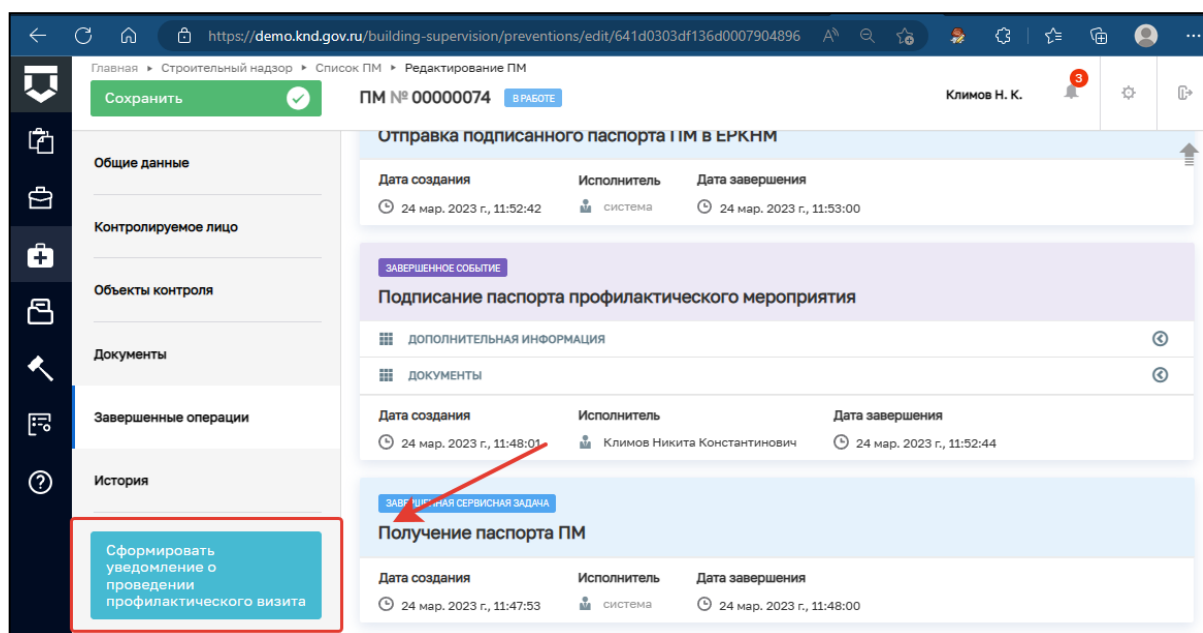 https://demo.knd.gov.ru/building-supervision/preventions/edit/641d0303df136d0007904896
Главная ▸ Строительный надзор ▸ Список ПМ ▸ Редактирование ПМ
Сохранить
ПМ № 00000074 В РАБОТЕ
Климов Н. К.
3
Общие данные
Контролируемое лицо
Объекты контроля
Документы
Завершенные операции
История
Сформировать
уведомление о
проведении
профилактического визита
Отправка подписанного паспорта ПМ в ЕРКНМ
Дата создания Исполнитель Дата завершения
24 мар. 2023 г., 11:52:42 система 24 мар. 2023 г., 11:53:00
ЗАВЕРШЕННОЕ СОБЫТИЕ
Подписание паспорта профилактического мероприятия
ДОПОЛНИТЕЛЬНАЯ ИНФОРМАЦИЯ
ДОКУМЕНТЫ
Дата создания Исполнитель Дата завершения
24 мар. 2023 г., 11:48:01 Климов Никита Константинович 24 мар. 2023 г., 11:52:44
ЗАВЕРШЕННАЯ СЕРВИСНАЯ ЗАДАЧА
Получение паспорта ПМ
Дата создания Исполнитель Дата завершения
24 мар. 2023 г., 11:47:53 система 24 мар. 2023 г., 11:48:00